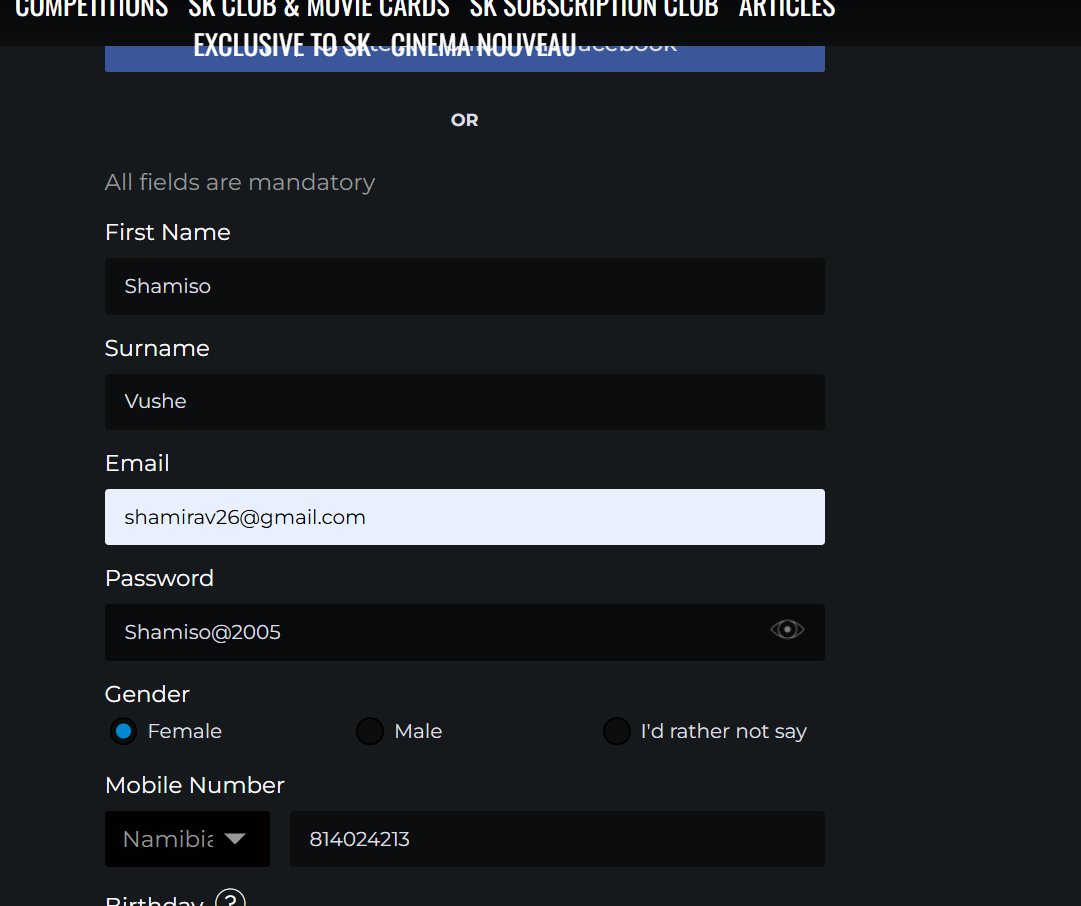 COMPETITIONS SK CLUB & MOVIE CARDS SK SUBSCRIPTION CLUB ARTICLES
EXCLUSIVE TO SK CINEMA NOUVEAU
OR
All fields are mandatory
First Name
Shamiso
Surname
Vushe
Email
shamirav26@gmail.com
Password
Shamiso@2005
Gender
Female Male I'd rather not say
Mobile Number
Namibia 814024213
Birthday ?